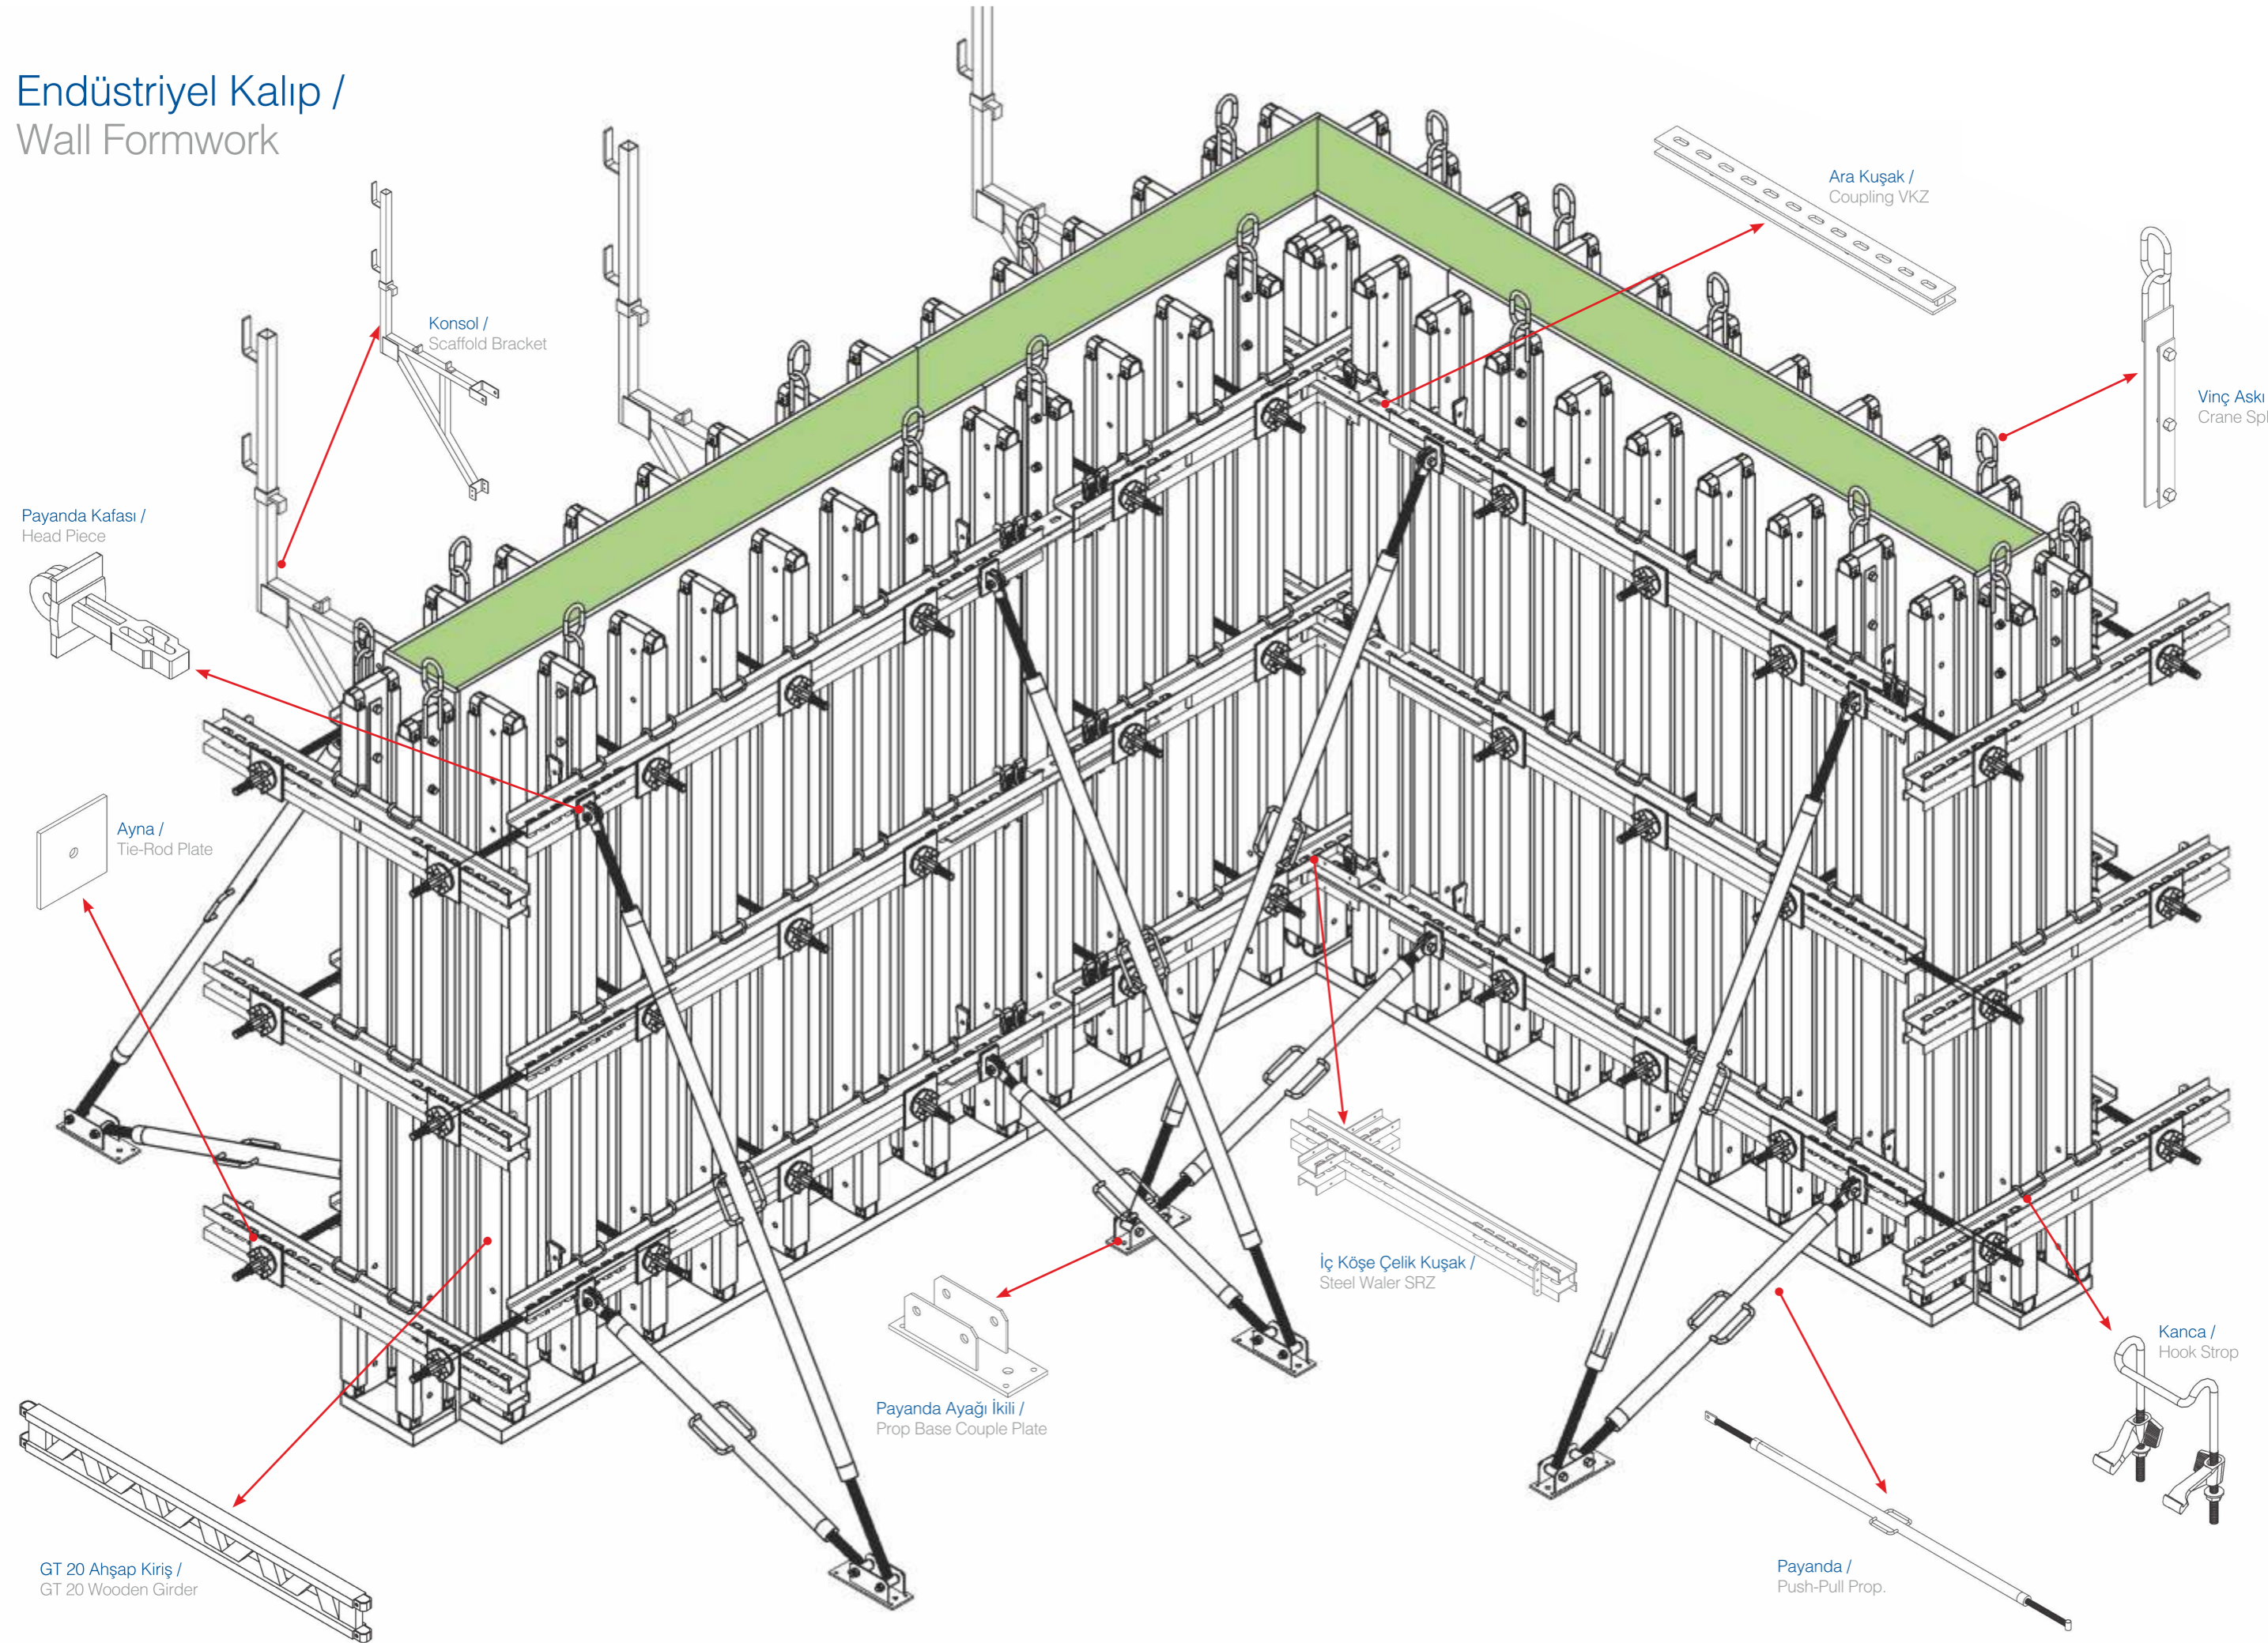 Endüstriyel Kalıp /
Wall Formwork
Ara Kuşak /
Coupling VKZ
Konsol /
Scaffold Bracket
Vinç Askı
Crane
Payanda Kafası /
Head Piece
Ayna /
Tie-Rod Plate
İç Köşe Çelik Kuşak /
Steel Waler SRZ
Kanca /
Hook Strop
Payanda Ayağı İkili /
Prop Base Couple Plate
GT 20 Ahşap Kiriş /
GT 20 Wooden Girder
Payanda /
Push-Pull Prop.